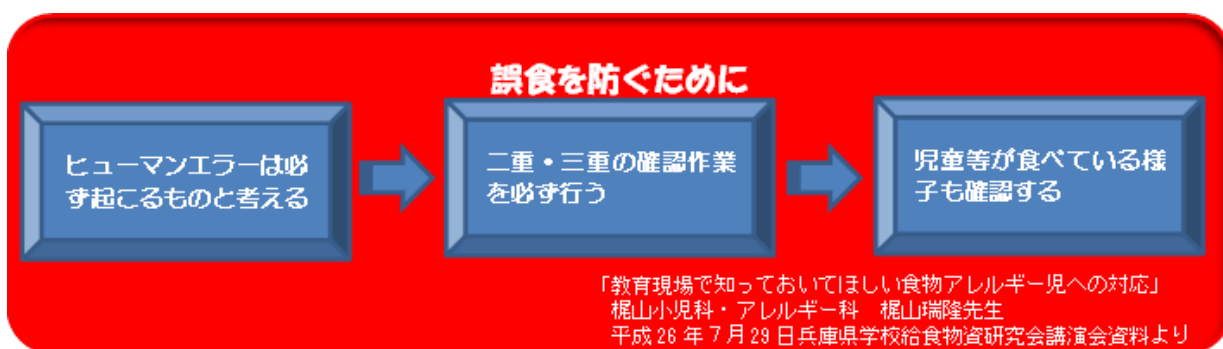 誤食を防ぐために
ヒューマンエラーは必
ず起こるものと考える
二重・三重の確認作業
を必ず行う
児童等が食べている様
子も確認する
「教育現場で知っておいてほしい食物アレルギー児への対応」
梶山小児科・アレルギー科　梶山瑞隆先生
平成26年7月29日兵庫県学校給食物資研究会講演会資料より